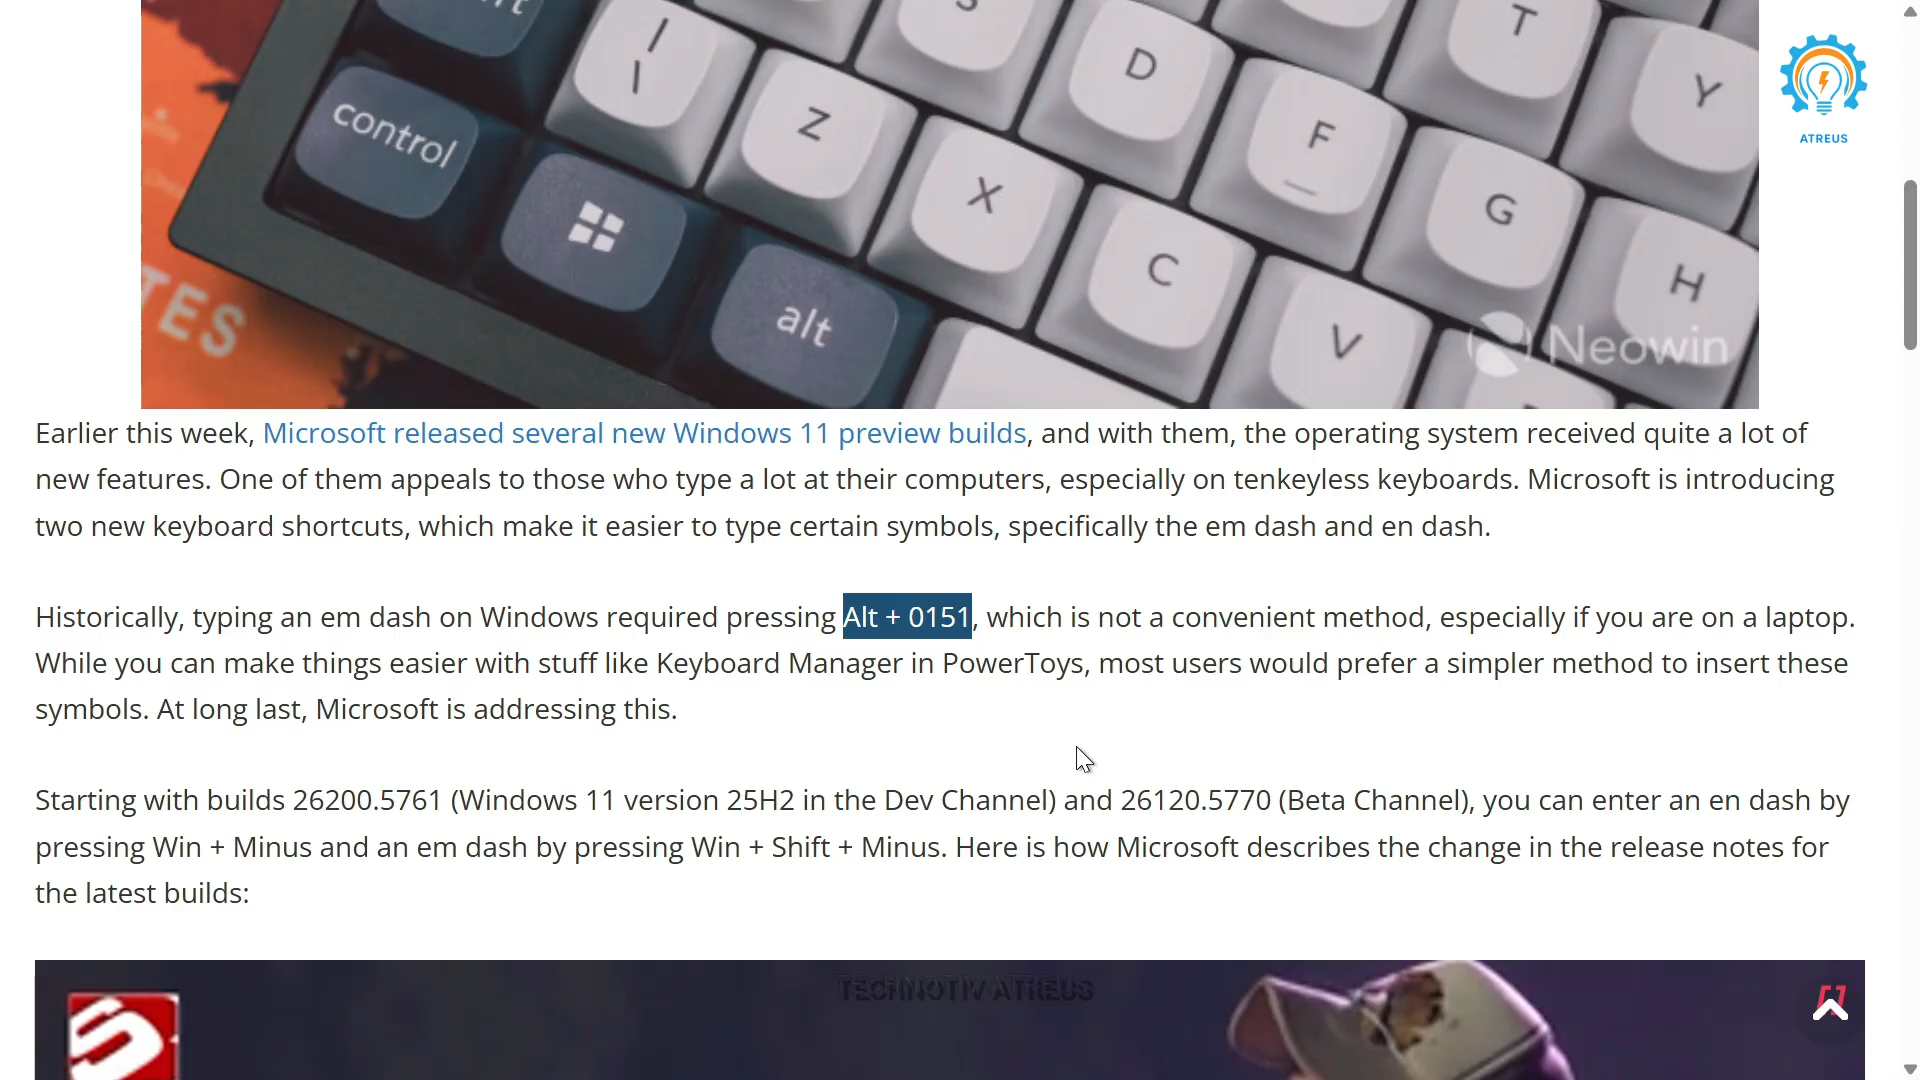 T
D
Y
control
Z
F
X
G
C
H
alt
V
TES
Neowin
ATREUS
Earlier this week, Microsoft released several new Windows 11 preview builds, and with them, the operating system received quite a lot of
new features. One of them appeals to those who type a lot at their computers, especially on tenkeyless keyboards. Microsoft is introducing
two new keyboard shortcuts, which make it easier to type certain symbols, specifically the em dash and en dash.
Historically, typing an em dash on Windows required pressing Alt + 0151, which is not a convenient method, especially if you are on a laptop.
While you can make things easier with stuff like Keyboard Manager in PowerToys, most users would prefer a simpler method to insert these
symbols. At long last, Microsoft is addressing this.
Starting with builds 26200.5761 (Windows 11 version 25H2 in the Dev Channel) and 26120.5770 (Beta Channel), you can enter an en dash by
pressing Win + Minus and an em dash by pressing Win + Shift + Minus. Here is how Microsoft describes the change in the release notes for
the latest builds:
TECHNOTIV ATREUS